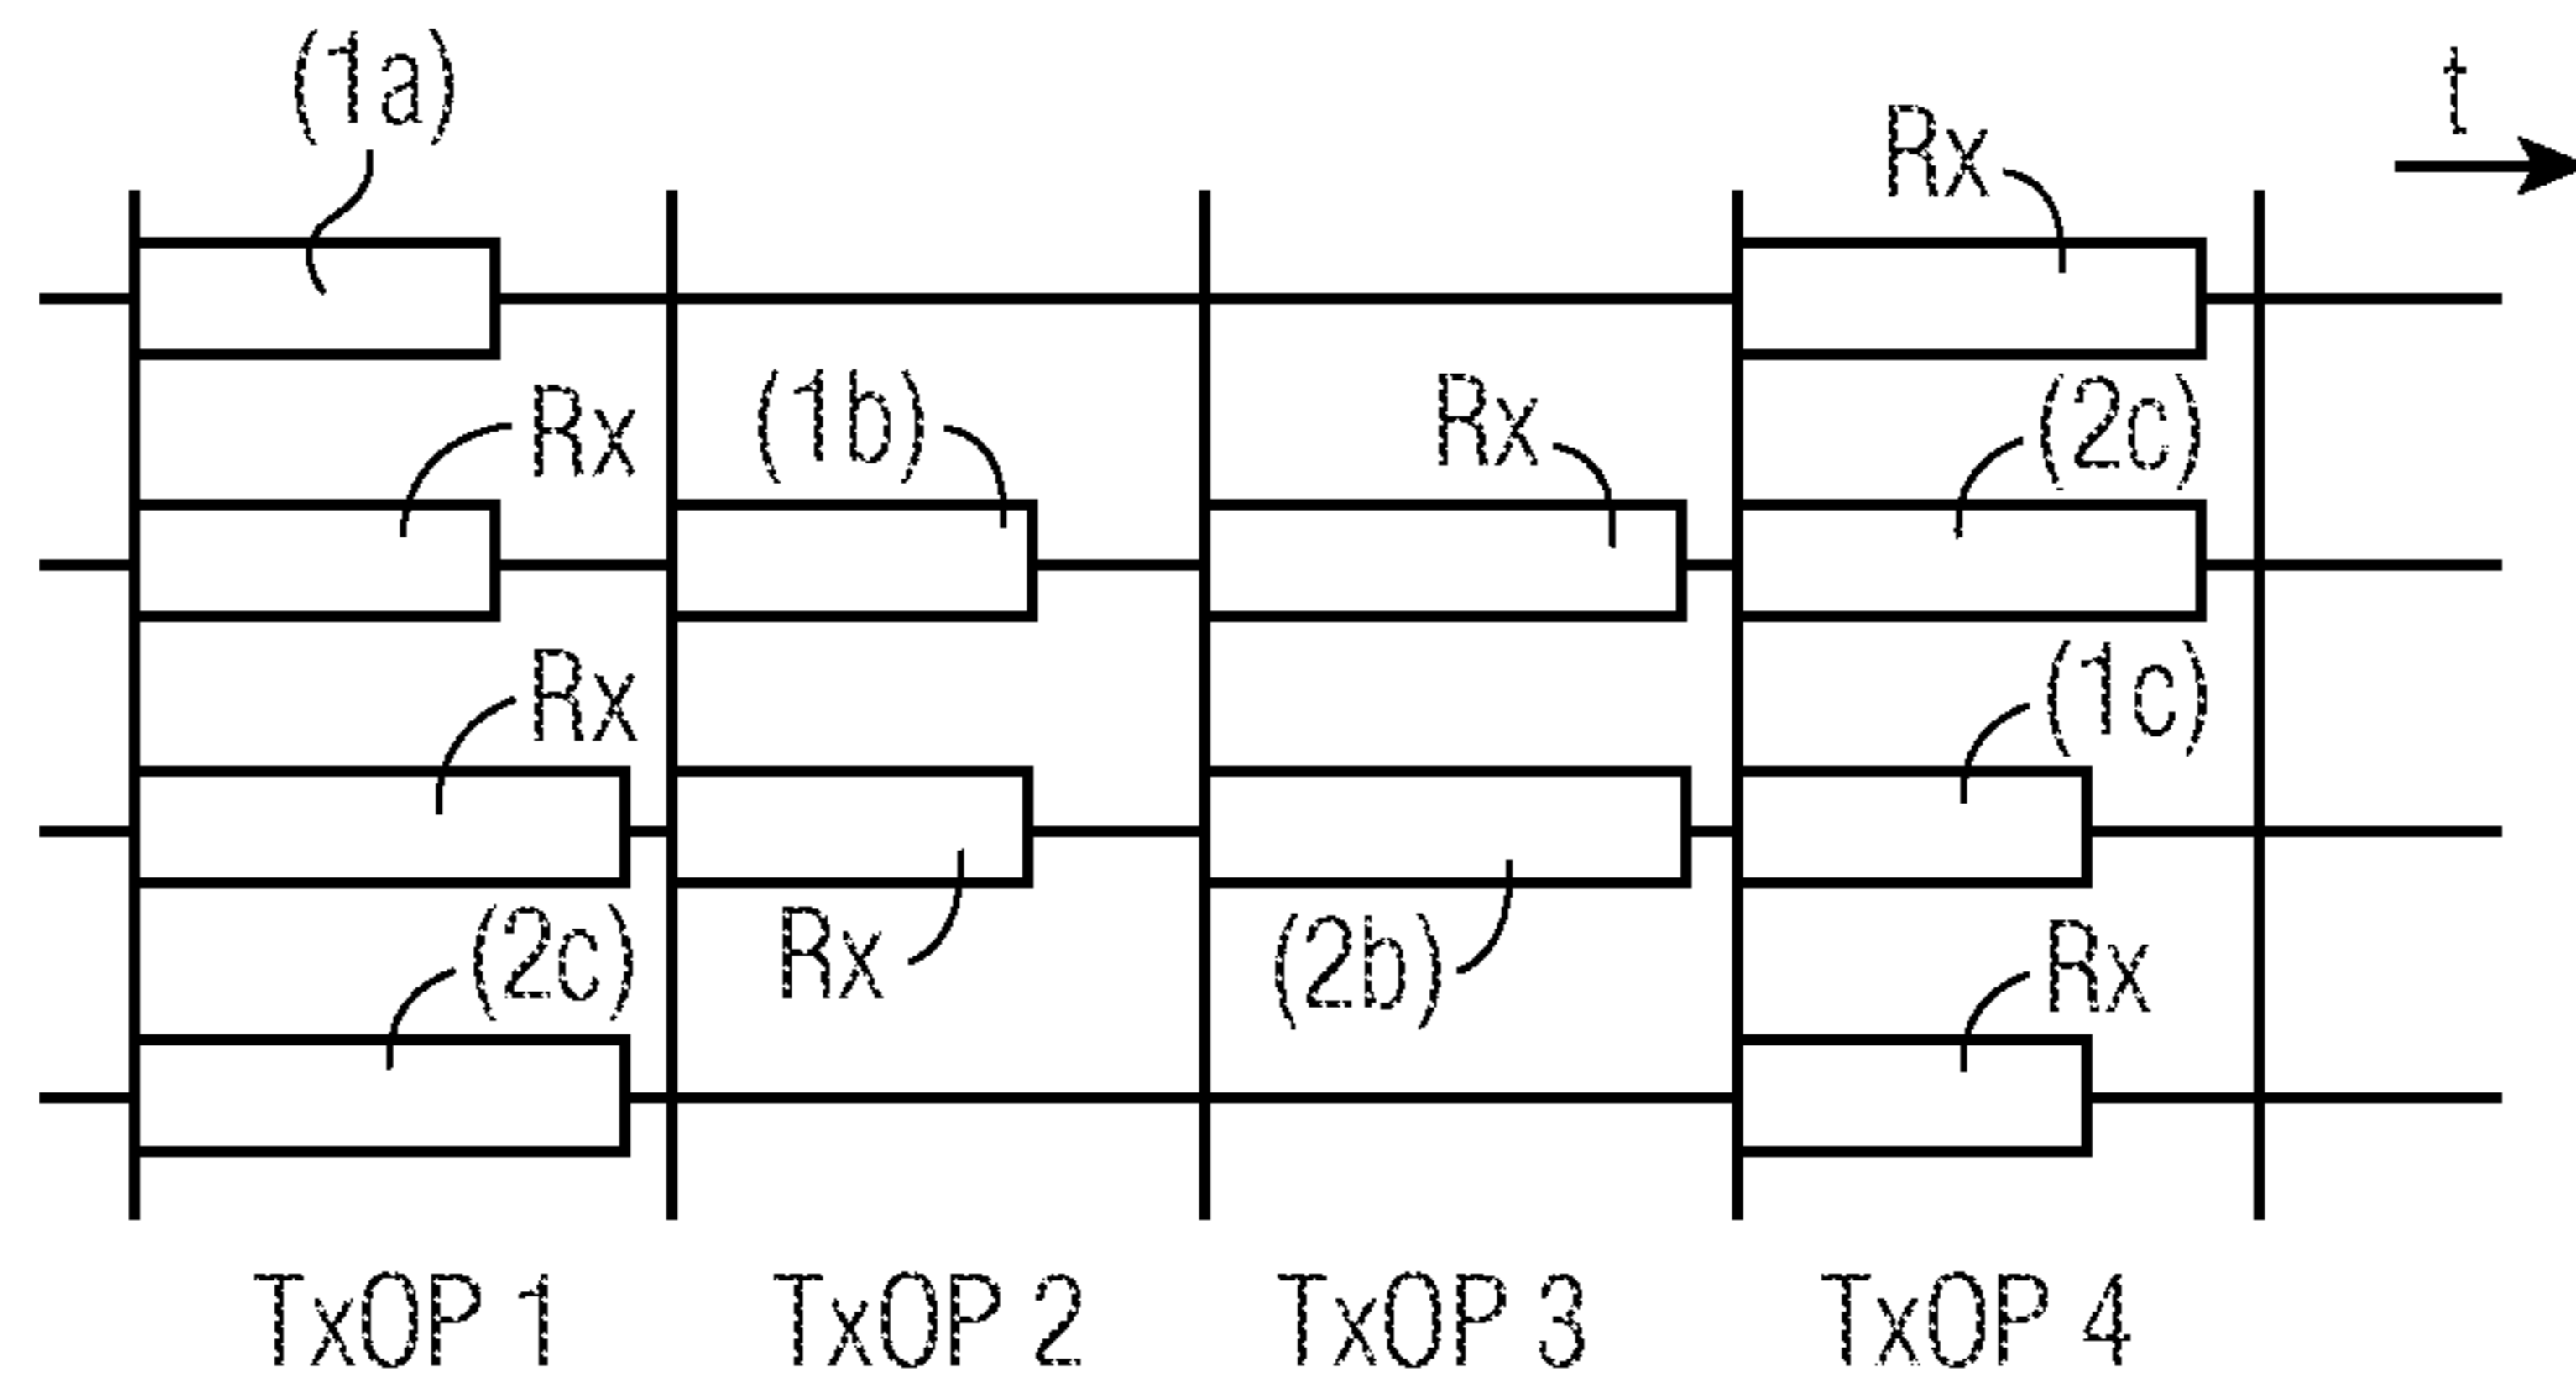 (1a)
t
Rx
Rx
(1b)
Rx
(2c)
Rx
(1c)
(2c)
Rx
(2b)
Rx
TxOP 1
TxOP 2
TxOP 3
TxOP 4